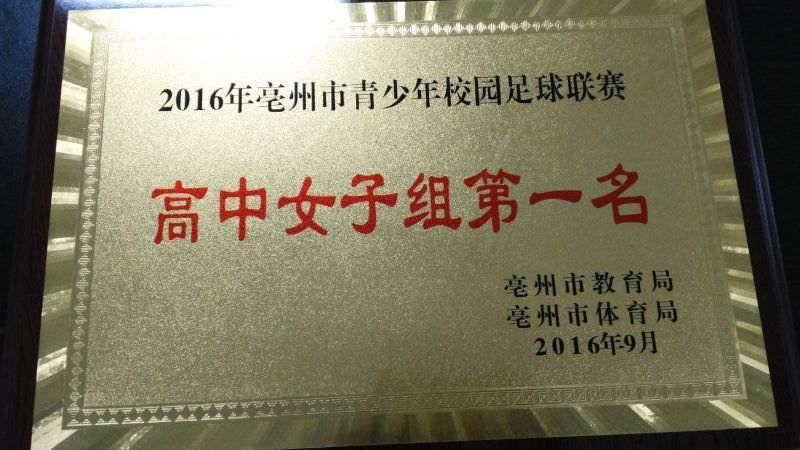 2016年亳州市青少年校园足球联赛
高中女子组第一名
亳州市教育局
亳州市体育局
2016年9月